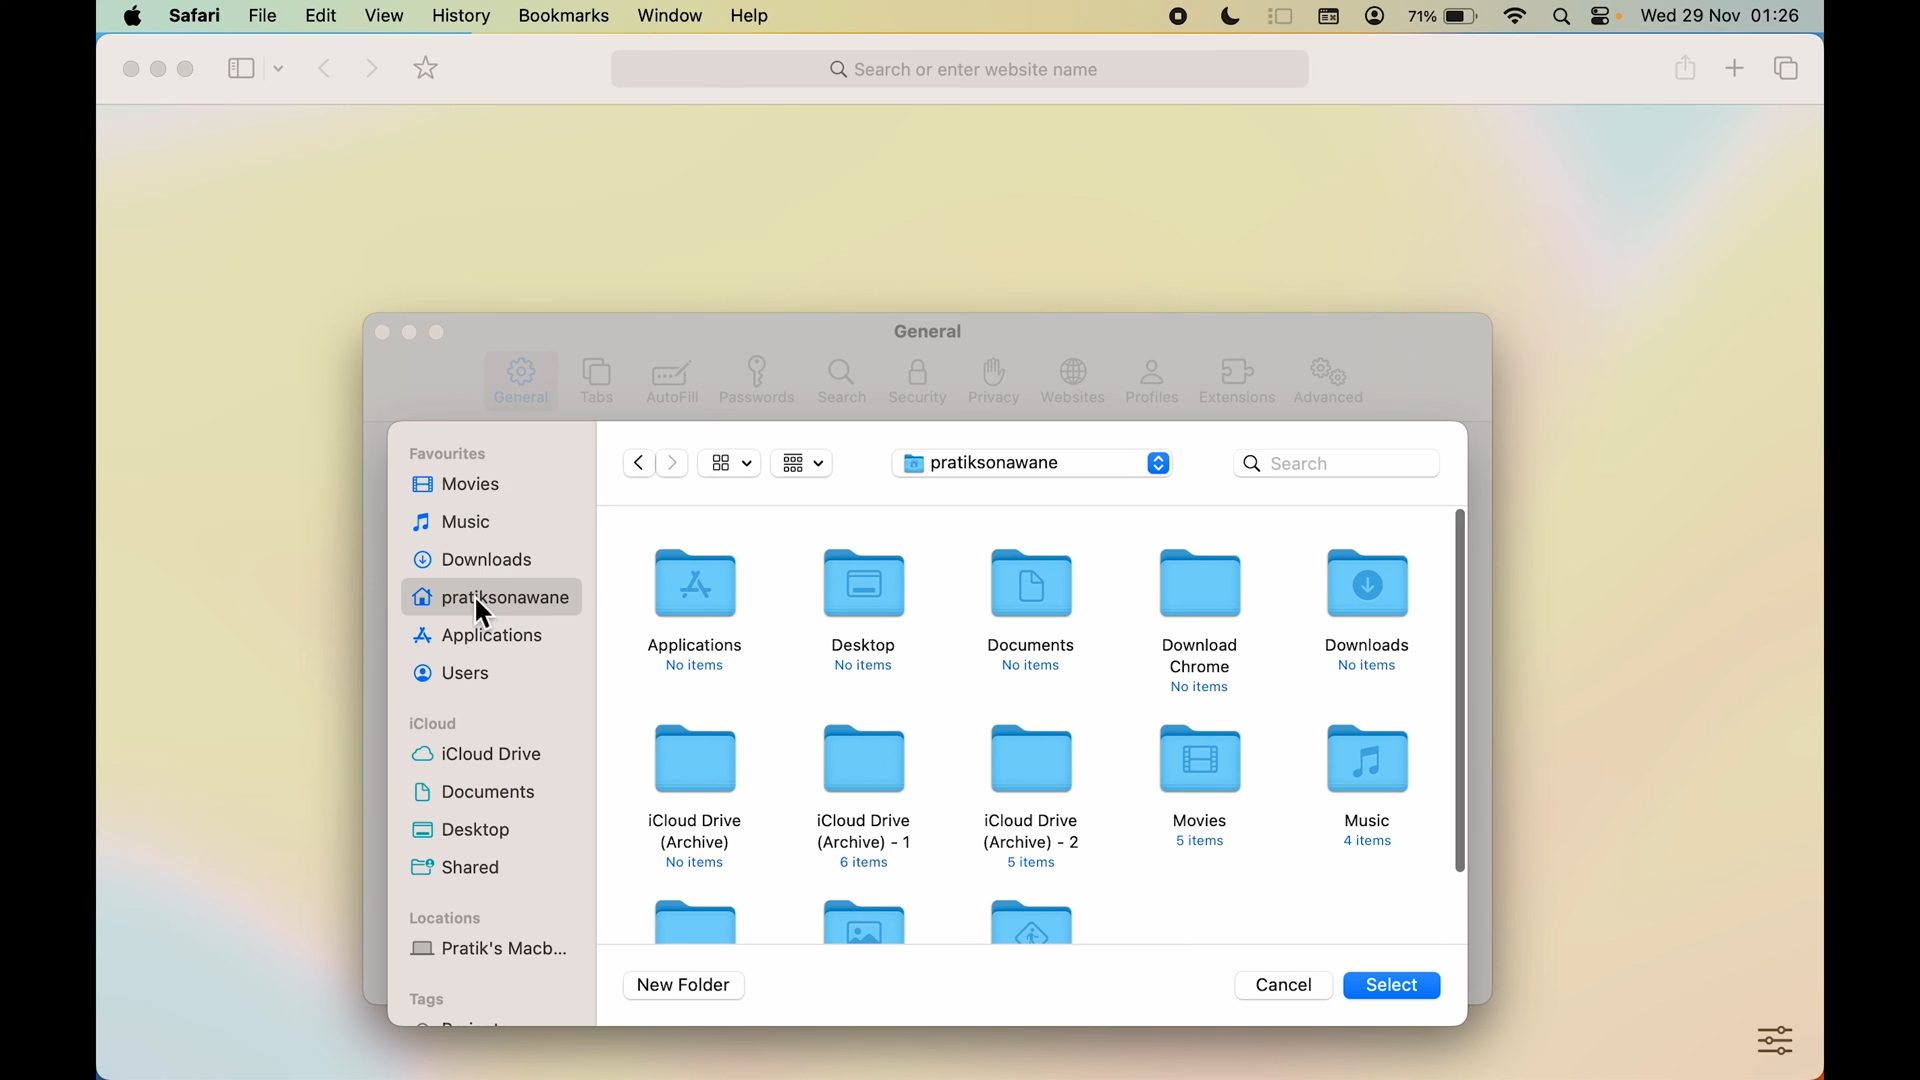 Safari File Edit View History Bookmarks Window Help 71% Wed 29 Nov 01:26
Search or enter website name
General
General Tabs AutoFill Passwords Search Security Privacy Websites Profiles Extensions Advanced
Favourites
Movies
Music
Downloads
pratiksonawane
Applications
Users
iCloud
iCloud Drive
Documents
Desktop
Shared
Locations
Pratik's Macb...
Tags
pratiksonawane
Search
Applications
No items
Desktop
No items
Documents
No items
Download
Chrome
No items
Downloads
No items
iCloud Drive
(Archive)
No items
iCloud Drive
(Archive) - 1
6 items
iCloud Drive
(Archive) - 2
5 items
Movies
5 items
Music
4 items
New Folder Cancel Select